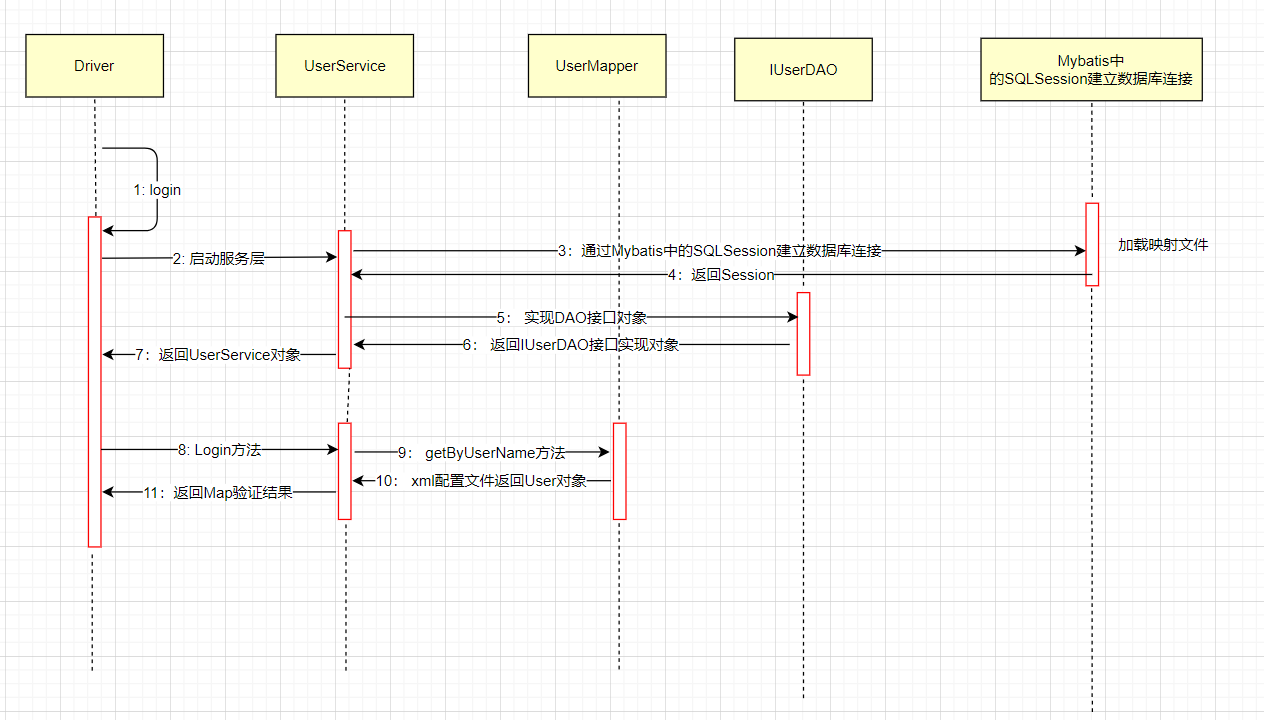 Driver
UserService
UserMapper
IUserDAO
Mybatis中
的SQLSession建立数据库连接
1: login
2: 启动服务层
3：通过Mybatis中的SQLSession建立数据库连接
加载映射文件
4：返回Session
5： 实现DAO接口对象
6： 返回IUserDAO接口实现对象
7：返回UserService对象
8: Login方法
9： getByUserName方法
10： xml配置文件返回User对象
11：返回Map验证结果